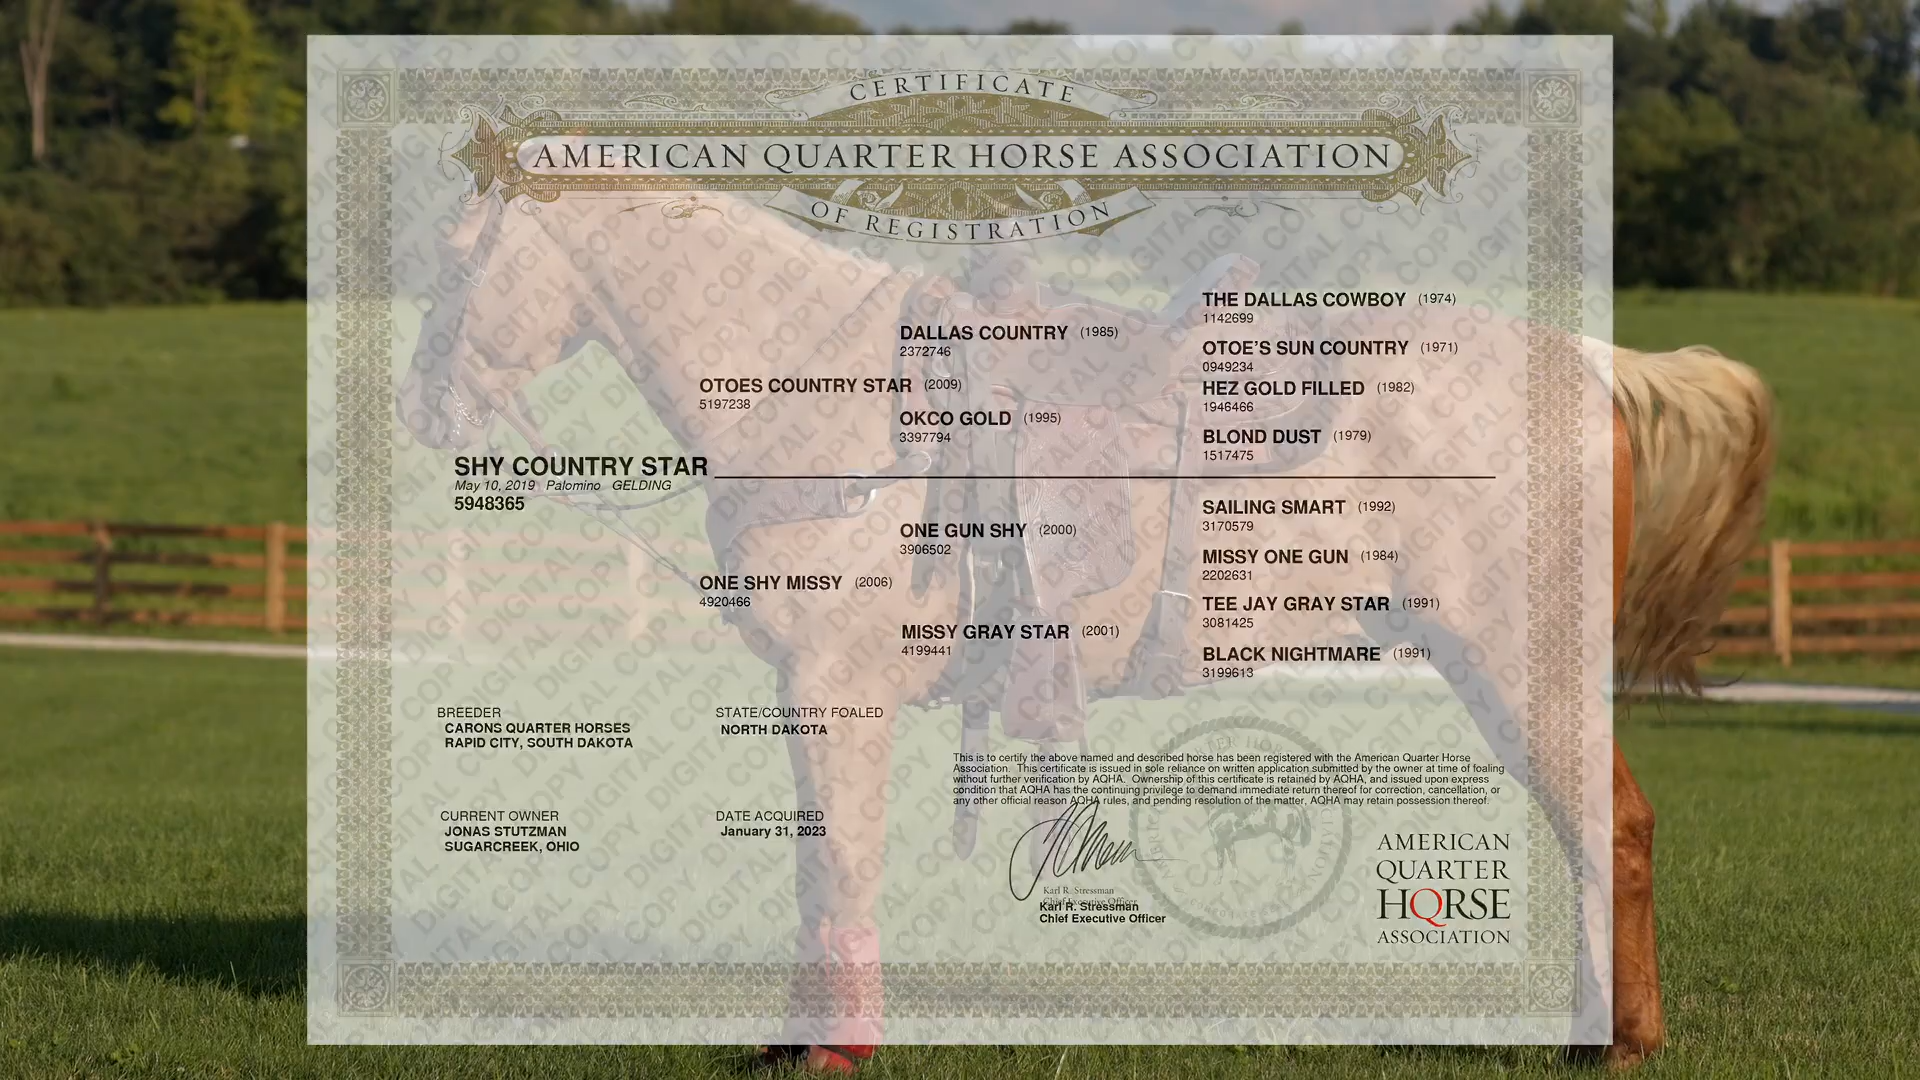 CERTIFICATE
AMERICAN QUARTER HORSE ASSOCIATION
OF REGISTRATION
THE DALLAS COWBOY (1974)
1142699
DALLAS COUNTRY (1985)
2372746
OTOE'S SUN COUNTRY (1971)
0949234
OTOES COUNTRY STAR (2009)
5197238
HEZ GOLD FILLED (1982)
1946466
OKCO GOLD (1995)
3397794
BLOND DUST (1979)
1517475
SHY COUNTRY STAR
May 10, 2019 Palomino GELDING
5948365
SAILING SMART (1992)
3170579
ONE GUN SHY (2000)
3906502
MISSY ONE GUN (1984)
2202631
ONE SHY MISSY (2006)
4920466
TEE JAY GRAY STAR (1991)
3081425
MISSY GRAY STAR (2001)
4199441
BLACK NIGHTMARE (1991)
3199613
BREEDER
CARONS QUARTER HORSES
RAPID CITY, SOUTH DAKOTA
STATE/COUNTRY FOALED
NORTH DAKOTA
CURRENT OWNER
JONAS STUTZMAN
SUGARCREEK, OHIO
DATE ACQUIRED
January 31, 2023
This is to certify the above named and described horse has been registered with the American Quarter Horse
Association. This certificate is issued in sole reliance on written application submitted by the owner at time of foaling
without further verification by AQHA. Ownership of this certificate is retained by AQHA, and issued upon express
condition that AQHA has the continuing privilege to demand immediate return thereof for correction, cancellation, or
any other official reason AQHA rules, and pending resolution of the matter, AQHA may retain possession thereof.
Karl R. Stressman
Chief Executive Officer
Karl R. Stressman
Chief Executive Officer
AMERICAN
QUARTER
HORSE
ASSOCIATION
DIGITAL COPY